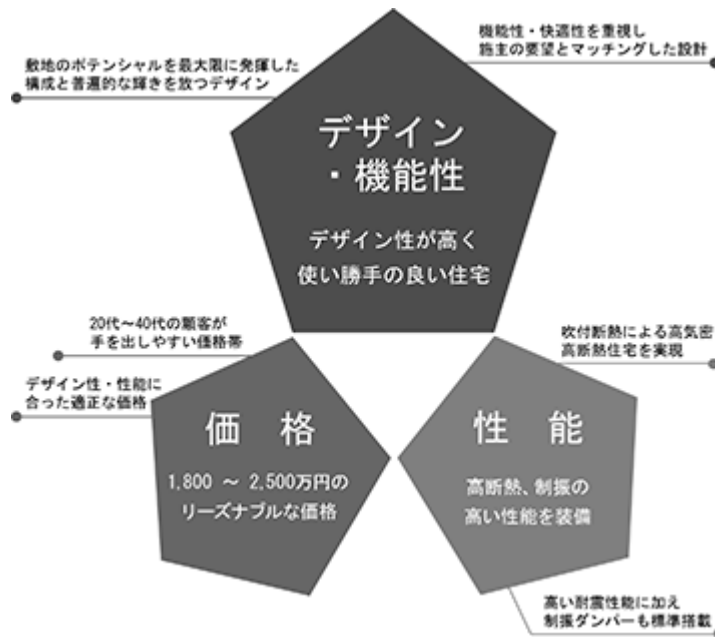 機能性・快適性を重視し
施主の要望とマッチングした設計
敷地のポテンシャルを最大限に発揮した
構成と普遍的な輝きを放つデザイン
デザイン
・機能性
デザイン性が高く
使い勝手の良い住宅
20代～40代の顧客が
手を出しやすい価格帯
デザイン性・性能に
合った適正な価格
価　格
1,800 ～ 2,500万円の
リーズナブルな価格
吹付断熱による高気密
高断熱住宅を実現
性　能
高断熱、制振の
高い性能を装備
高い耐震性能に加え
制振ダンパーも標準搭載